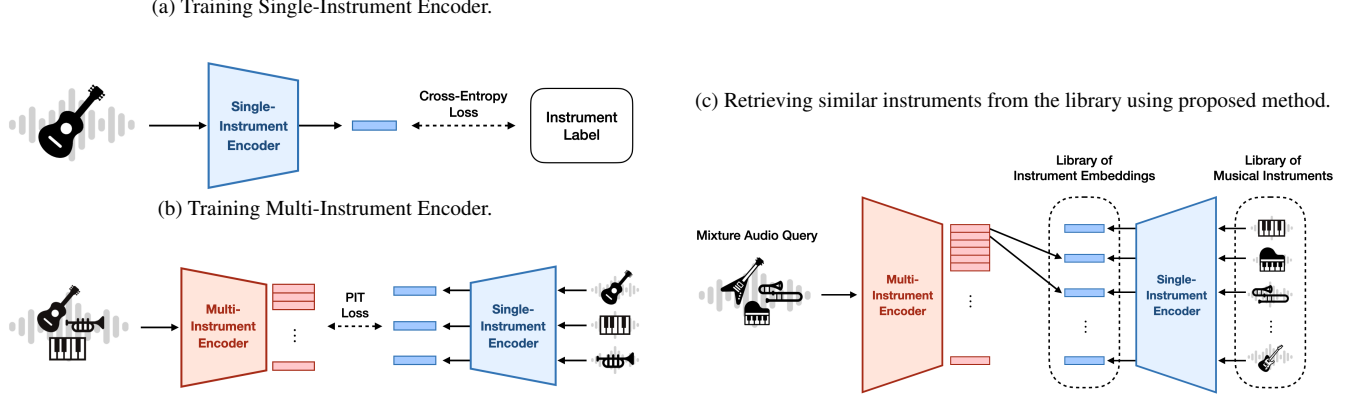 (a) Training Single-Instrument Encoder.
Single-
Instrument
Encoder
Cross-Entropy
Loss
Instrument
Label
(b) Training Multi-Instrument Encoder.
Multi-
Instrument
Encoder
PIT
Loss
Single-
Instrument
Encoder
(c) Retrieving similar instruments from the library using proposed method.
Mixture Audio Query
Multi-
Instrument
Encoder
Library of
Instrument Embeddings
Single-
Instrument
Encoder
Library of
Musical Instruments